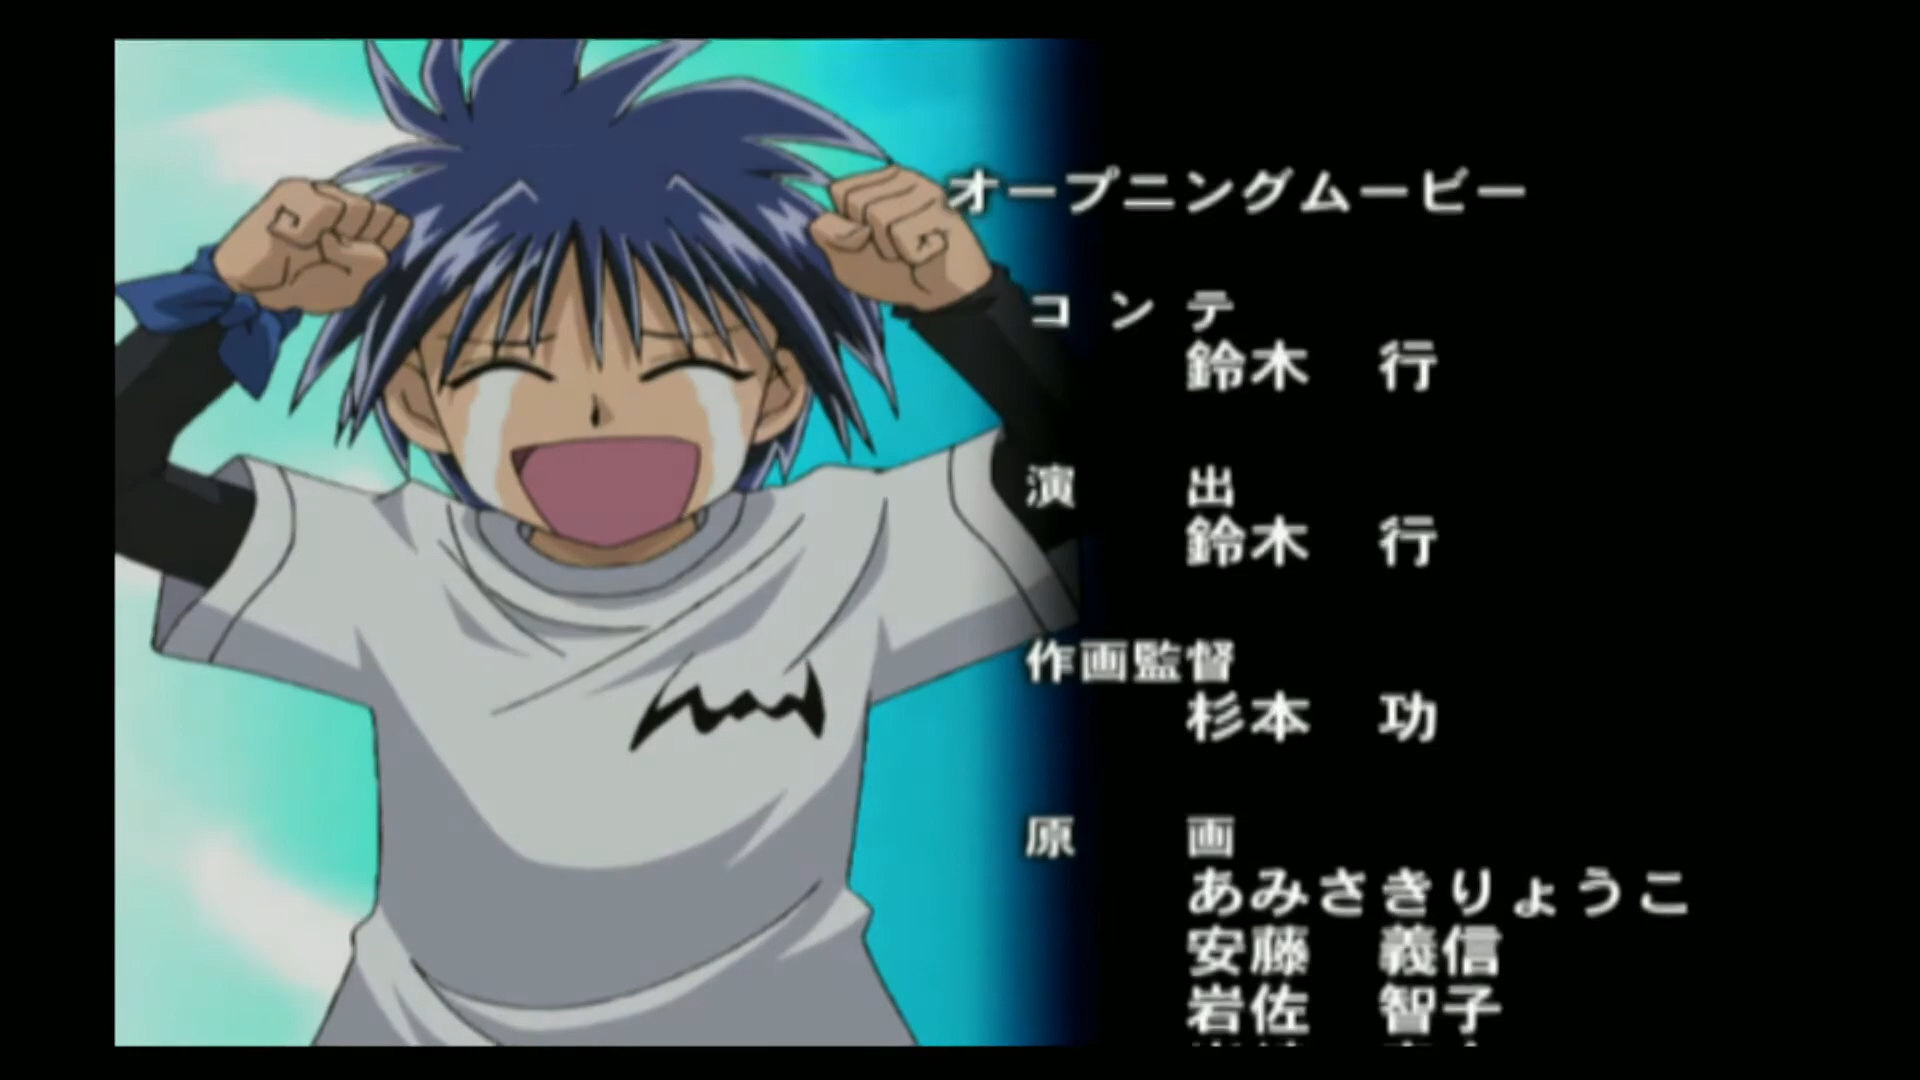 オープニングムービー
コンテ
鈴木 行
演 出
鈴木 行
作画監督
杉本 功
原 画
あみさきりょうこ
安藤 義信
岩佐 智子